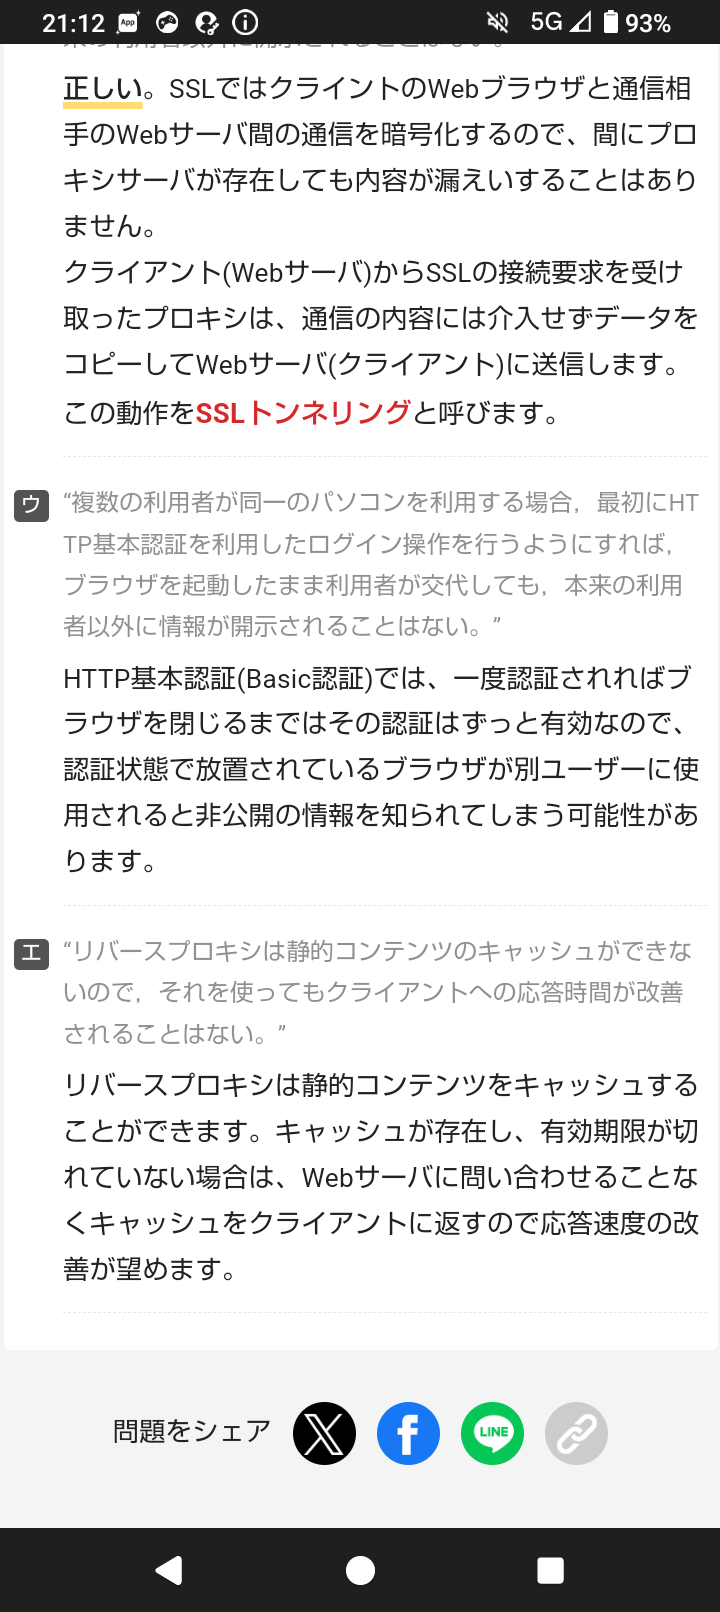 21:12
App
5G
93%
正しい。SSLではクライントのWebブラウザと通信相
手のWebサーバ間の通信を暗号化するので、間にプロ
キシサーバが存在しても内容が漏えいすることはあり
ません。
クライアント(Webサーバ)からSSLの接続要求を受け
取ったプロキシは、通信の内容には介入せずデータを
コピーしてWebサーバ(クライアント)に送信します。
この動作をSSLトンネリングと呼びます。
ウ
“複数の利用者が同一のパソコンを利用する場合，最初にHT
TP基本認証を利用したログイン操作を行うようにすれば，
ブラウザを起動したまま利用者が交代しても，本来の利用
者以外に情報が開示されることはない。”
HTTP基本認証(Basic認証)では、一度認証されればブ
ラウザを閉じるまではその認証はずっと有効なので、
認証状態で放置されているブラウザが別ユーザーに使
用されると非公開の情報を知られてしまう可能性があ
ります。
エ
“リバースプロキシは静的コンテンツのキャッシュができな
いので，それを使ってもクライアントへの応答時間が改善
されることはない。”
リバースプロキシは静的コンテンツをキャッシュする
ことができます。キャッシュが存在し、有効期限が切
れていない場合は、Webサーバに問い合わせることな
くキャッシュをクライアントに返すので応答速度の改
善が望めます。
問題をシェア
LINE